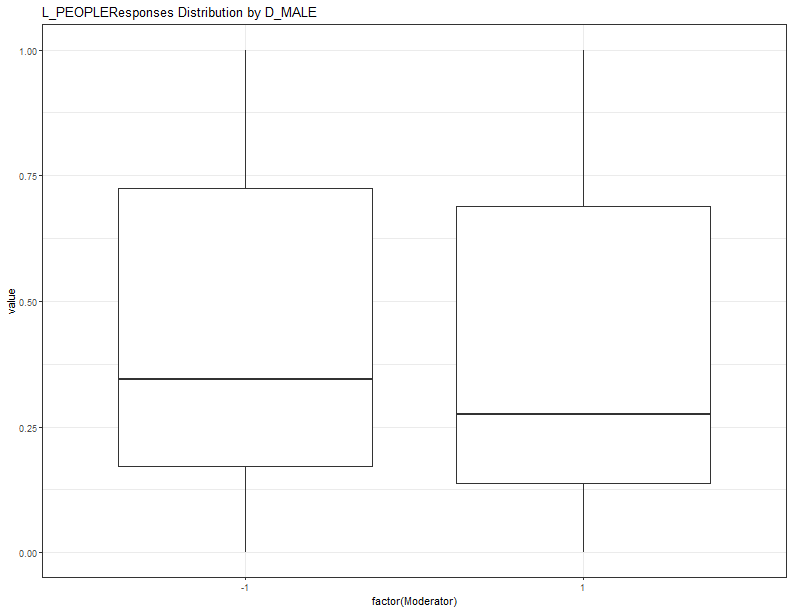 L_PEOPLEResponses Distribution by D_MALE
1.00
0.75
0.50
0.25
0.00
value
-1
1
factor(Moderator)